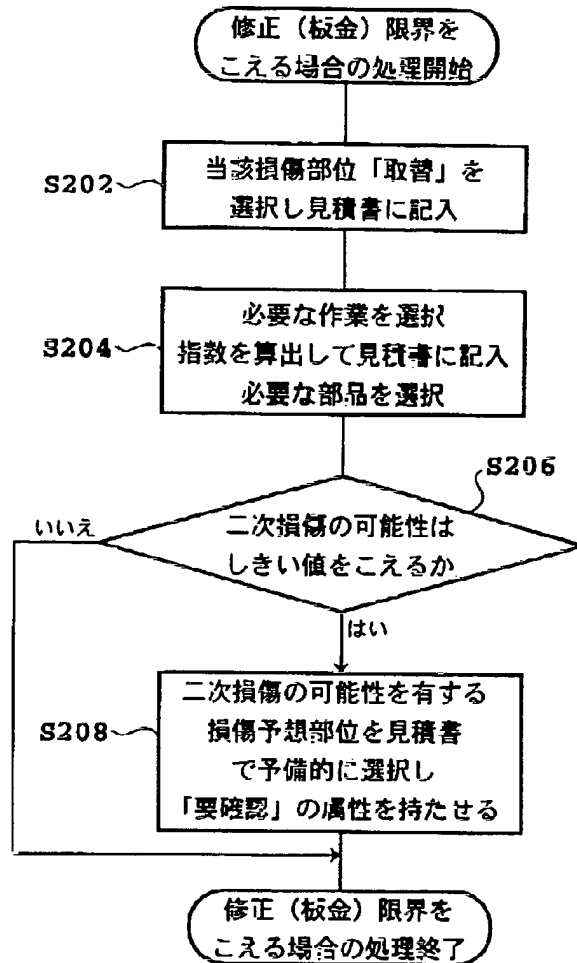 修正（板金）限界を
こえる場合の処理開始
S202
当該損傷部位「取替」を
選択し見積書に記入
S204
必要な作業を選択
指数を算出して見積書に記入
必要な部品を選択
S206
いいえ
二次損傷の可能性は
しきい値をこえるか
はい
S208
二次損傷の可能性を有する
損傷予想部位を見積書
で予備的に選択し
「要確認」の属性を持たせる
修正（板金）限界を
こえる場合の処理終了